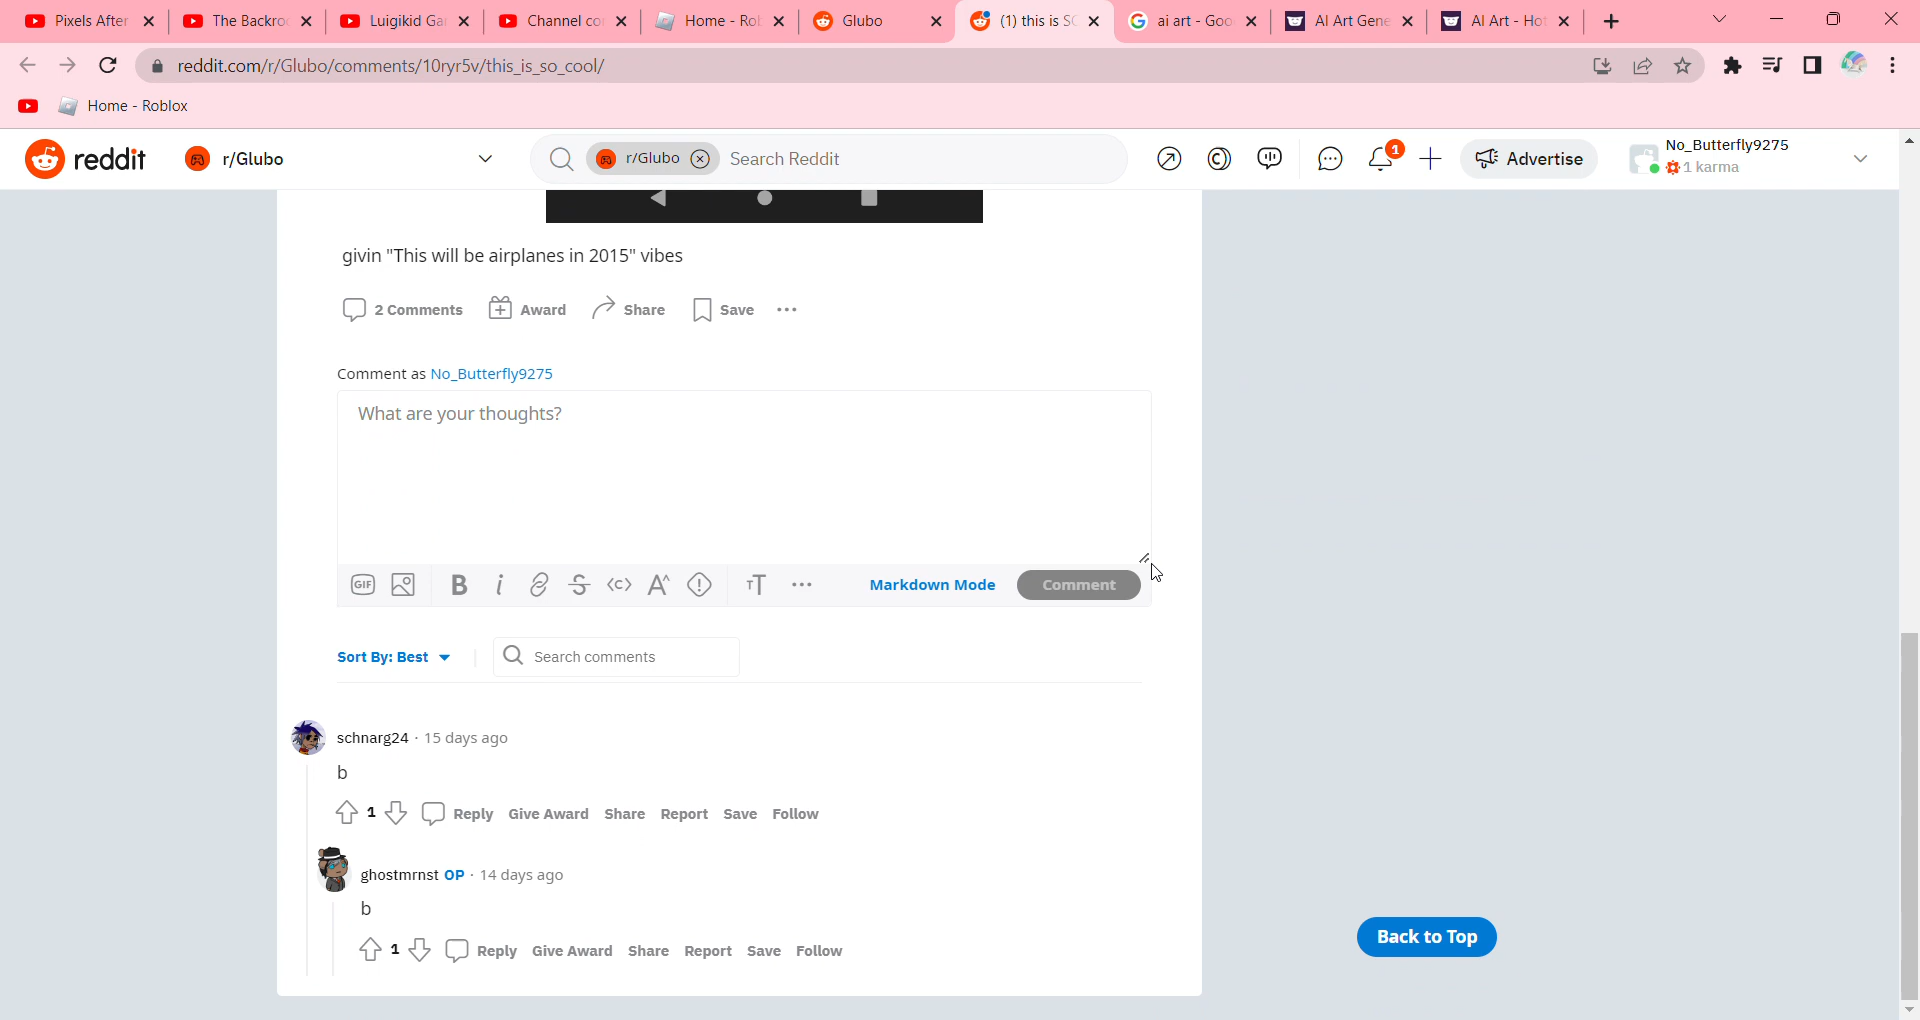 Pixels After
The Backro
Luigikid Ga
Channel co
Home - Rob
Glubo
(1) this is SO
ai art - Goo
AI Art Gene
AI Art - Hot
reddit.com/r/Glubo/comments/10ryr5v/this_is_so_cool/
Home - Roblox
reddit
r/Glubo
r/Glubo
Search Reddit
1
Advertise
No_Butterfly9275
1 karma
givin "This will be airplanes in 2015" vibes
2 Comments Award Share Save
Comment as No_Butterfly9275
What are your thoughts?
GIF
Markdown Mode
Comment
Sort By: Best
Search comments
schnarg24 · 15 days ago
b
1 Reply Give Award Share Report Save Follow
ghostmrnst OP · 14 days ago
b
1 Reply Give Award Share Report Save Follow
Back to Top